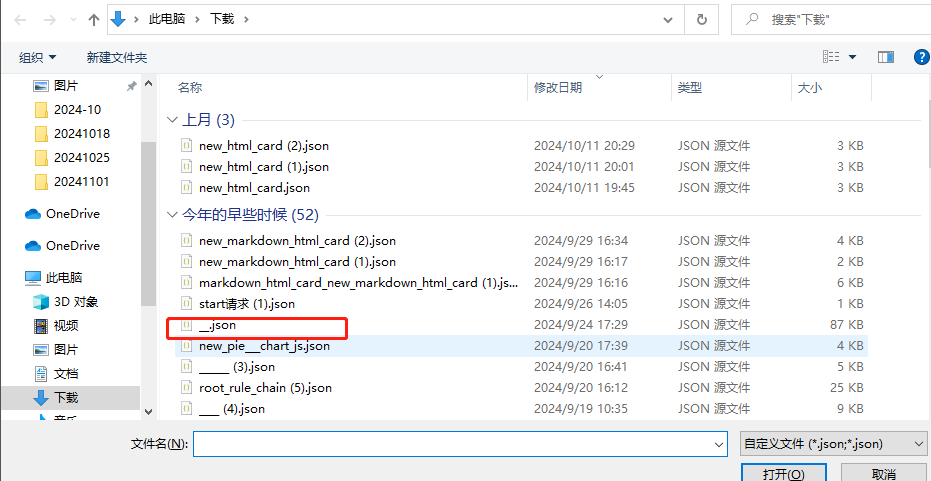 此电脑 下载 搜索"下载"
组织 新建文件夹
名称 修改日期 类型 大小
图片
2024-10
20241018
20241025
20241101
OneDrive
OneDrive
此电脑
3D 对象
视频
图片
文档
下载
音乐
上月 (3)
new_html_card (2).json 2024/10/11 20:29 JSON 源文件 3 KB
new_html_card (1).json 2024/10/11 20:01 JSON 源文件 3 KB
new_html_card.json 2024/10/11 19:45 JSON 源文件 3 KB
今年的早些时候 (52)
new_markdown_html_card (2).json 2024/9/29 16:34 JSON 源文件 4 KB
new_markdown_html_card (1).json 2024/9/29 16:17 JSON 源文件 2 KB
markdown_html_card_new_markdown_html_card (1).js... 2024/9/29 16:16 JSON 源文件 6 KB
start请求 (1).json 2024/9/26 14:05 JSON 源文件 1 KB
__.json 2024/9/24 17:29 JSON 源文件 87 KB
new_pie___chart_js.json 2024/9/20 17:39 JSON 源文件 4 KB
_____ (3).json 2024/9/20 16:41 JSON 源文件 5 KB
root_rule_chain (5).json 2024/9/20 16:12 JSON 源文件 25 KB
___ (4).json 2024/9/19 10:35 JSON 源文件 9 KB
文件名(N): 自定义文件 (*.json;*.json)
打开(O) 取消